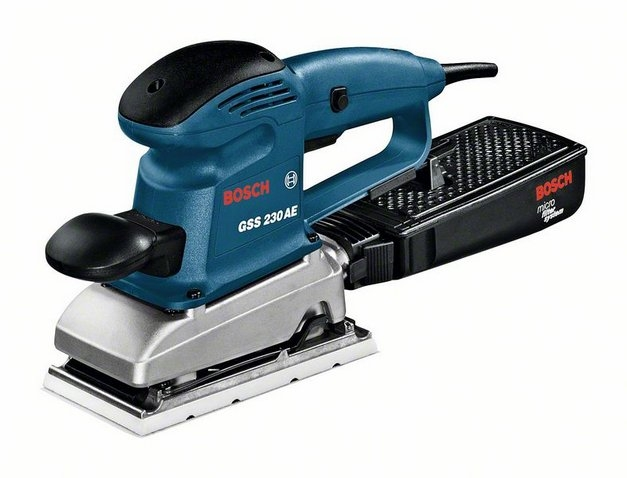 BOSCH
GSS 230 AE
BOSCH
micro
filter
system